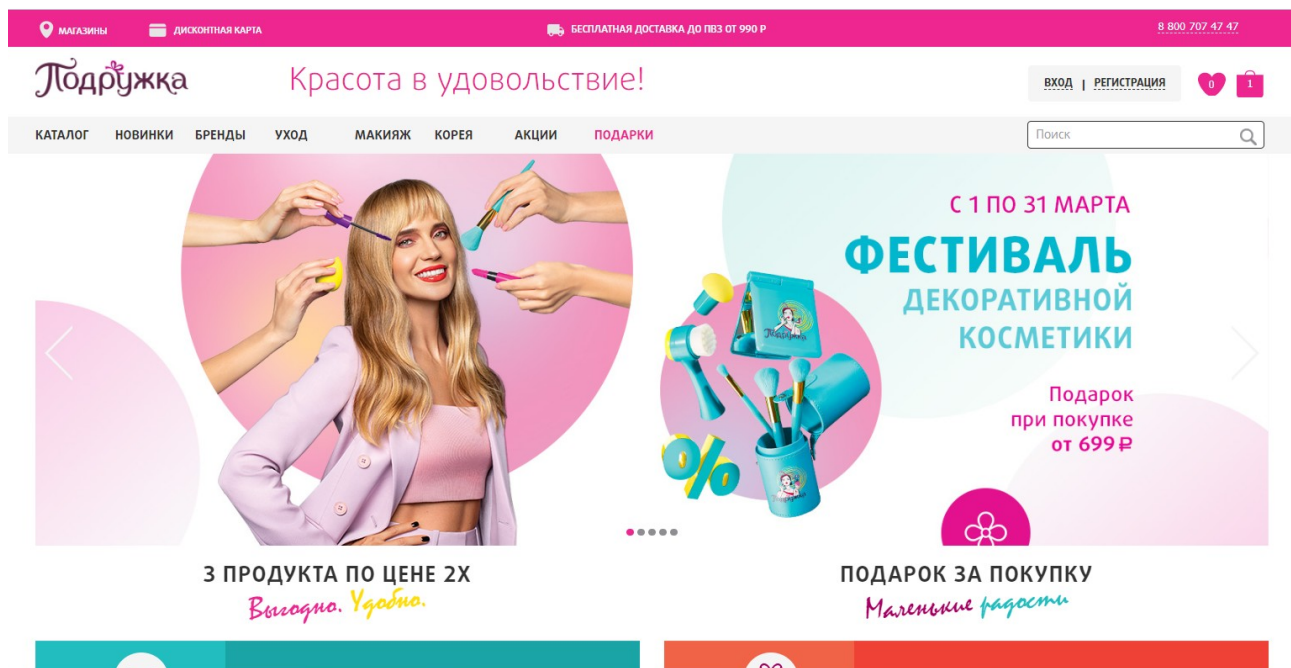 МАГАЗИНЫ
ДИСКОНТНАЯ КАРТА
БЕСПЛАТНАЯ ДОСТАВКА ДО ПВЗ ОТ 990 Р
8 800 707 47 47
Подружка
Красота в удовольствие!
ВХОД | РЕГИСТРАЦИЯ
0
1
КАТАЛОГ НОВИНКИ БРЕНДЫ УХОД МАКИЯЖ КОРЕЯ АКЦИИ ПОДАРКИ
Поиск
С 1 ПО 31 МАРТА
ФЕСТИВАЛЬ
ДЕКОРАТИВНОЙ
КОСМЕТИКИ
Подарок
при покупке
от 699 ₽
Подружка
%
Подружка
3 ПРОДУКТА ПО ЦЕНЕ 2Х
Выгодно. Удобно.
ПОДАРОК ЗА ПОКУПКУ
Маленькие радости